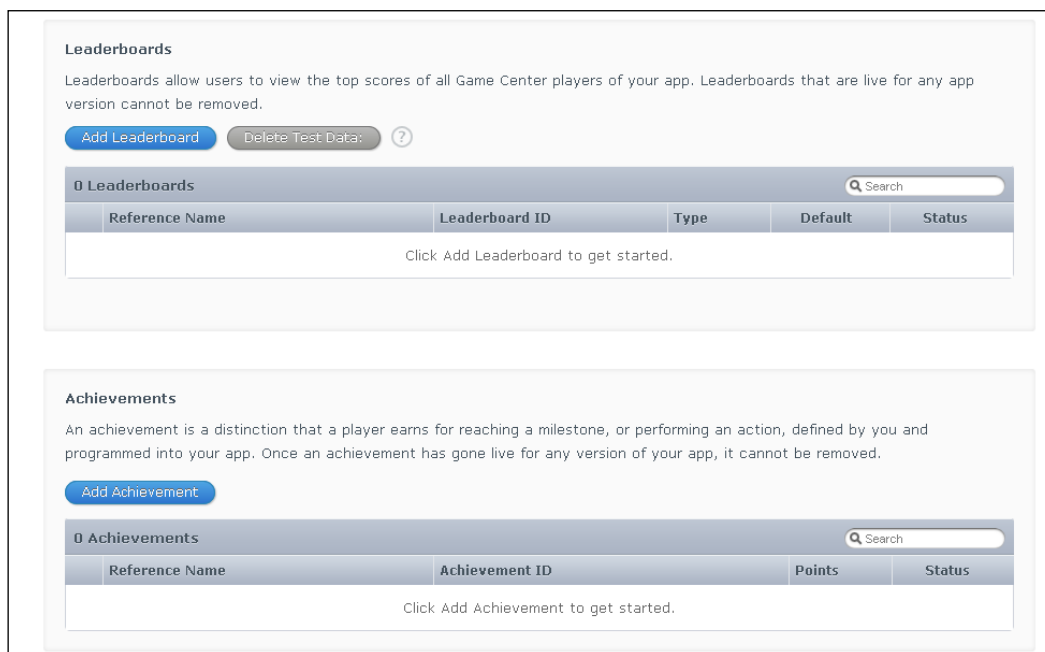 Leaderboards
Leaderboards allow users to view the top scores of all Game Center players of your app. Leaderboards that are live for any app
version cannot be removed.
Add Leaderboard Delete Test Data: ?
0 Leaderboards Search
Reference Name Leaderboard ID Type Default Status
Click Add Leaderboard to get started.
Achievements
An achievement is a distinction that a player earns for reaching a milestone, or performing an action, defined by you and
programmed into your app. Once an achievement has gone live for any version of your app, it cannot be removed.
Add Achievement
0 Achievements Search
Reference Name Achievement ID Points Status
Click Add Achievement to get started.